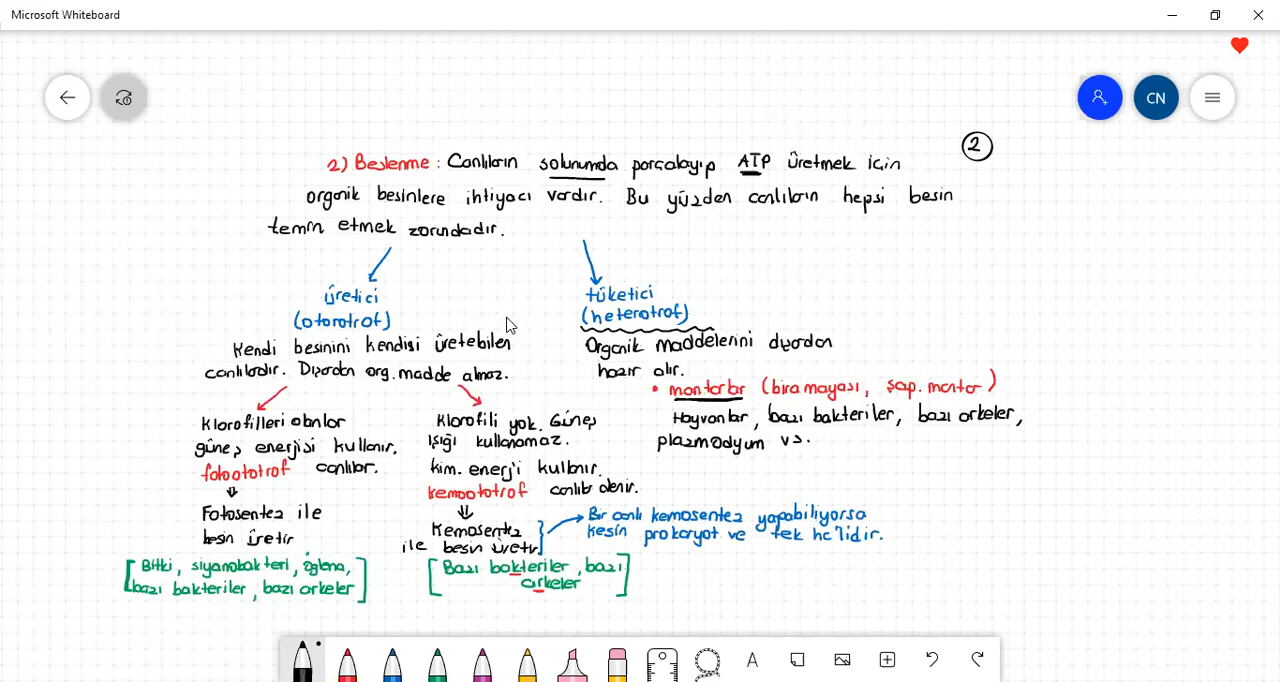 Microsoft Whiteboard
CN
2
2) Beslenme : Canlıların solunumda parçalayıp ATP üretmek için
organik besinlere ihtiyacı vardır. Bu yüzden canlıların hepsi besin
temin etmek zorundadır.
üretici
(ototrof)
Kendi besinini kendisi üretebilen
canlılardır. Dışardan org. madde almaz.
Klorofilleri olanlar
güneş enerjisi kullanır.
fotoototrof canlılar.
Fotosentez ile
besin üretir
[Bitki, siyanobakteri, öglena,
bazı bakteriler, bazı arkeler]
Klorofili yok. Güneş
ışığı kullanamaz.
kim. enerji kullanır.
kemoototrof canlılar denir.
Kemosentez
ile besin üretir.
[Bazı bakteriler, bazı
arkeler]
Bir canlı kemosentez yapabiliyorsa
kesin prokaryot ve tek hc'lidir.
tüketici
(heterotrof)
Organik maddelerini dışardan
hazır alır.
• mantarlar (bira mayası, şap. mantar)
Hayvanlar, bazı bakteriler, bazı arkeler,
plazmodyum vs.
A